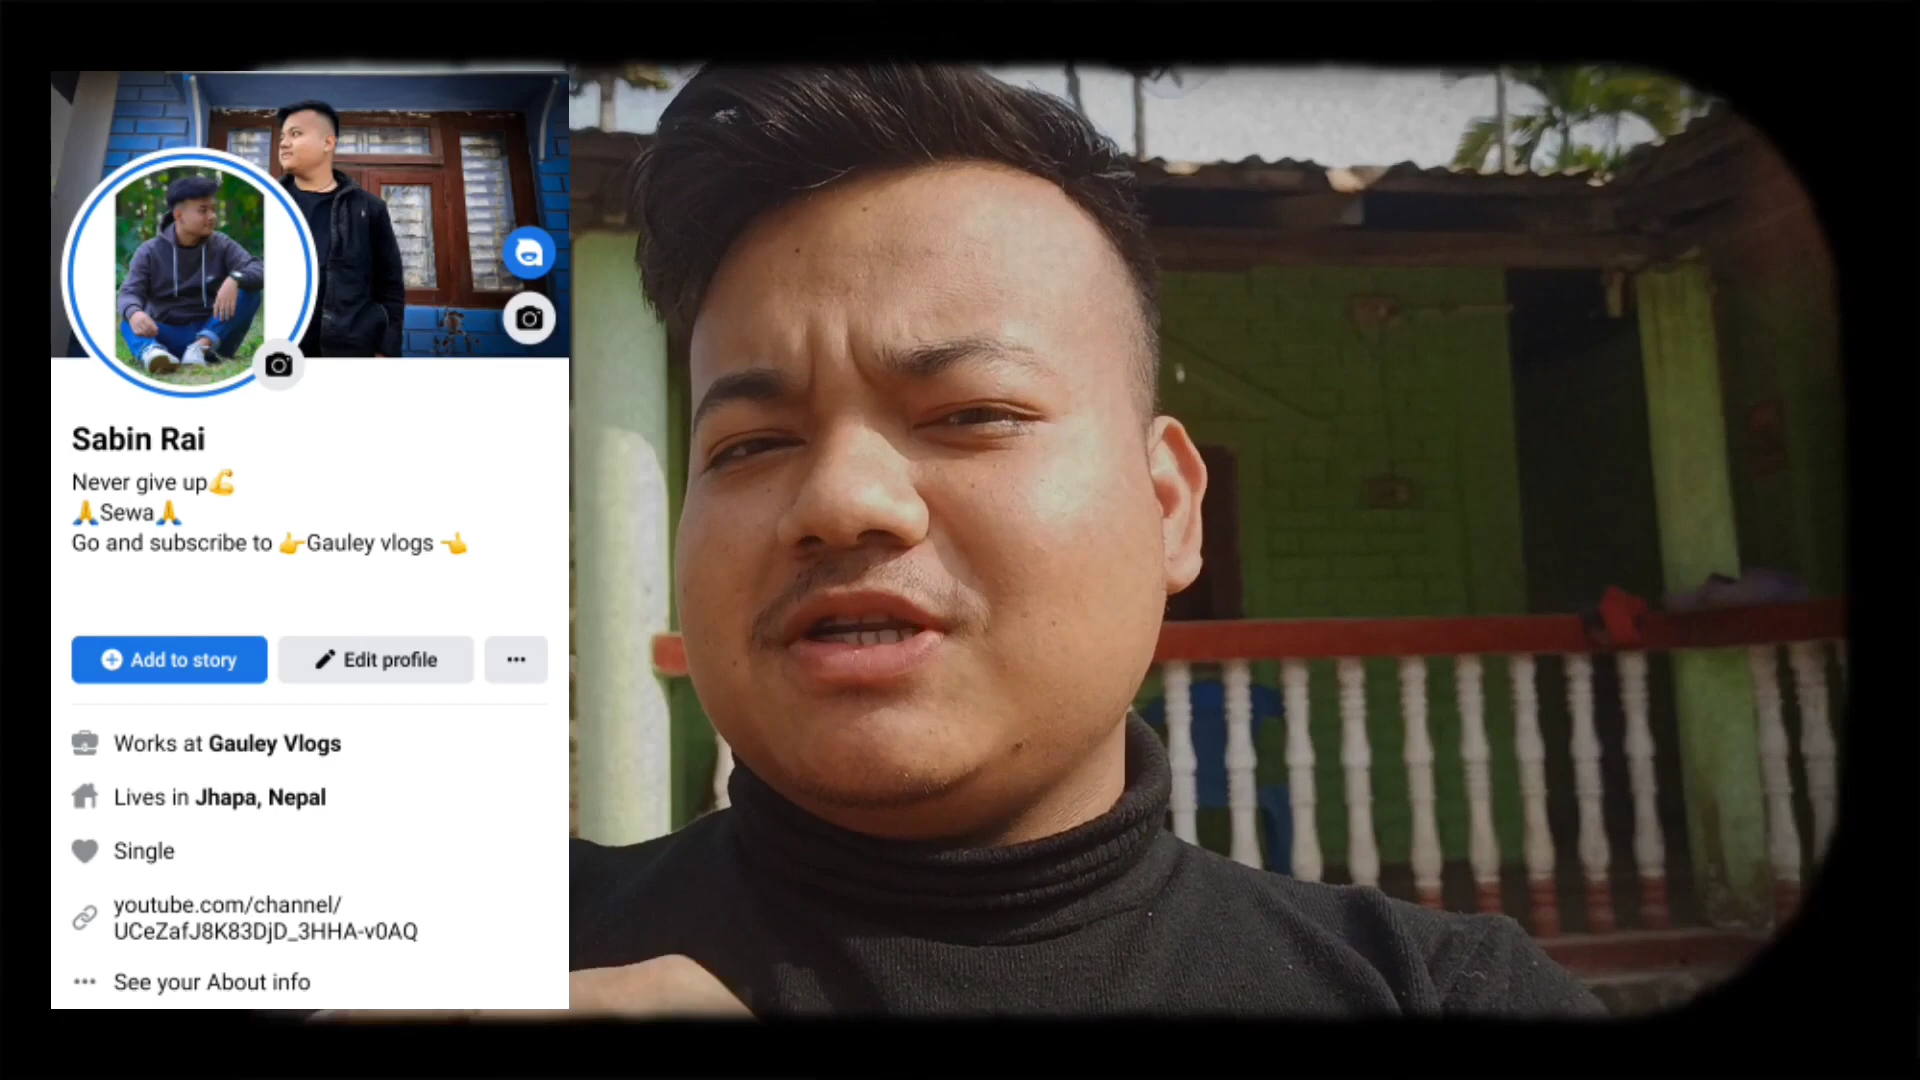 Sabin Rai
Never give up💪
🙏Sewa🙏
Go and subscribe to 👉Gauley vlogs 👈
Add to story
Edit profile
Works at Gauley Vlogs
Lives in Jhapa, Nepal
Single
youtube.com/channel/
UCeZafJ8K83DjD_3HHA-v0AQ
See your About info